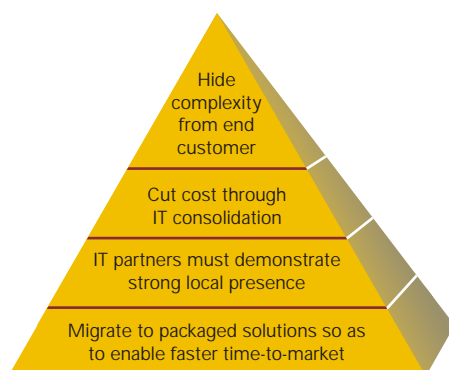 Hide
complexity
from end
customer
Cut cost through
IT consolidation
IT partners must demonstrate
strong local presence
Migrate to packaged solutions so as
to enable faster time-to-market